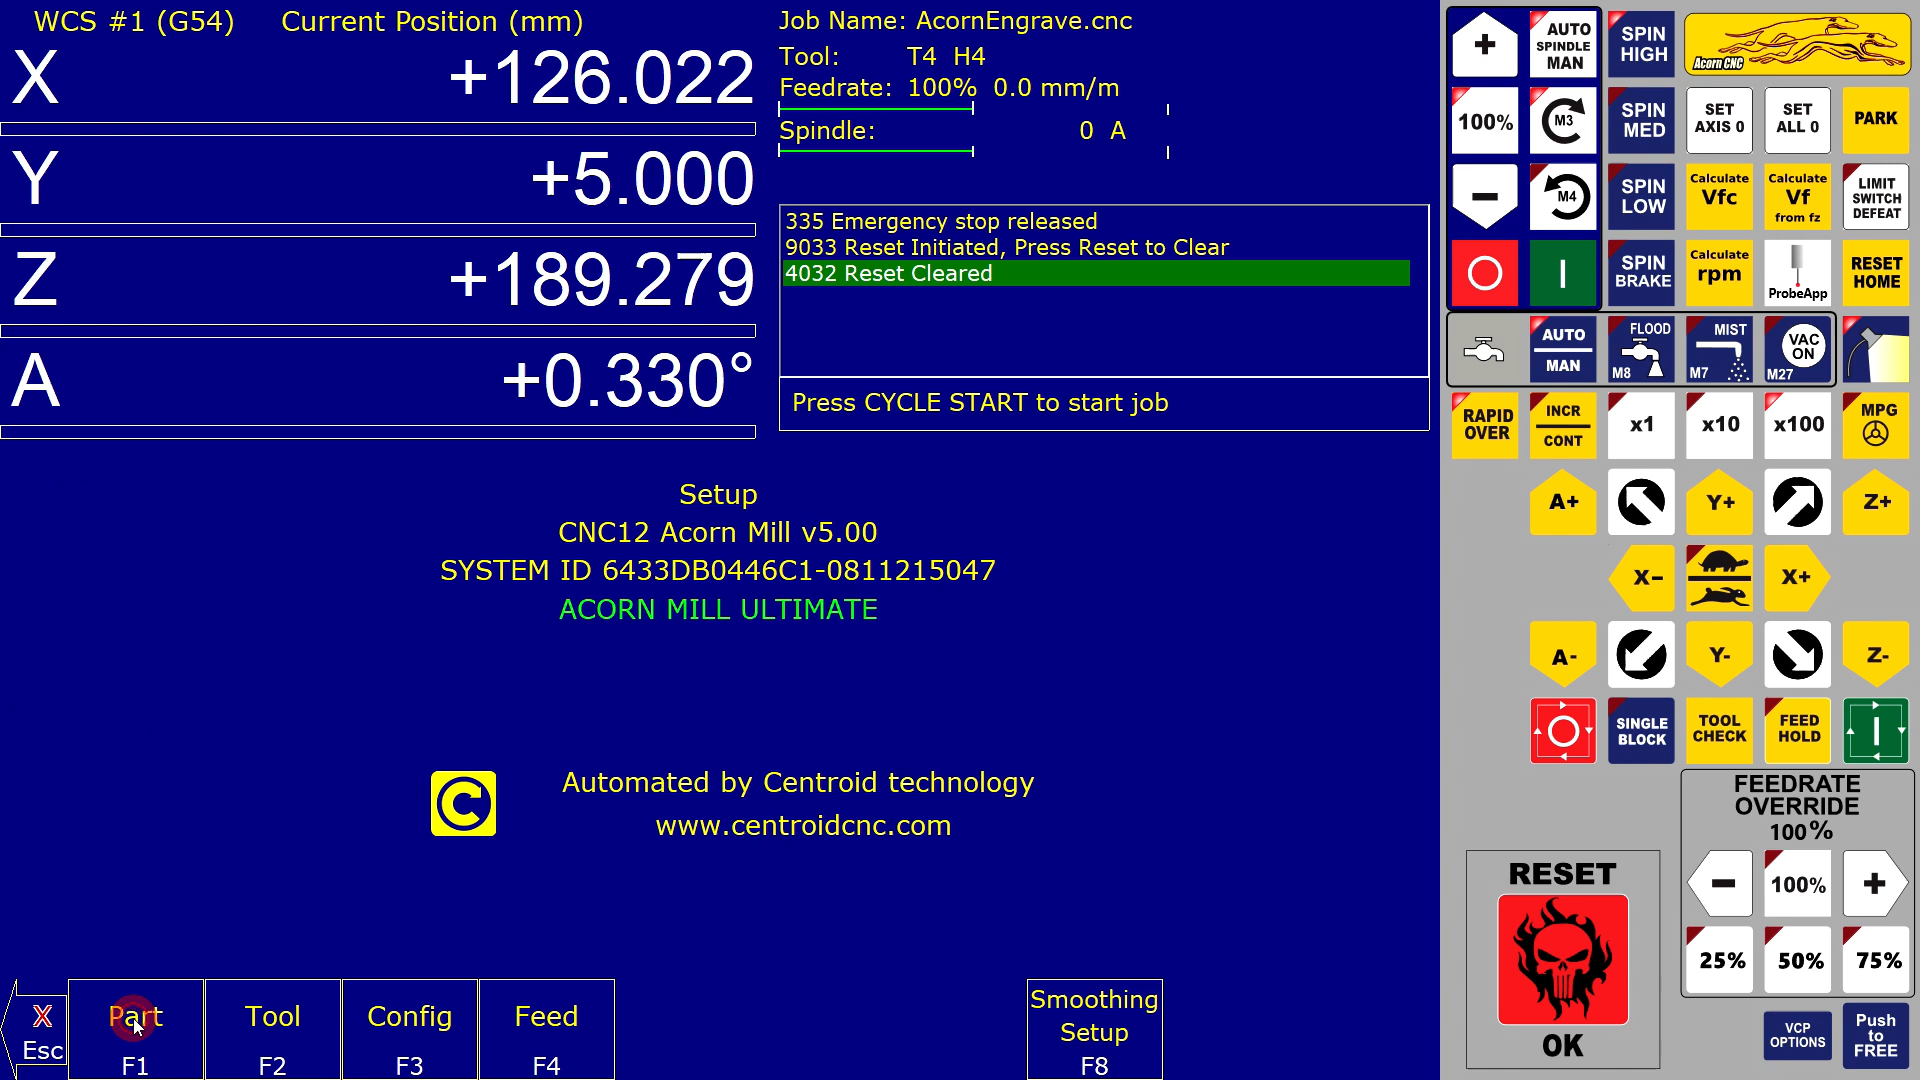 WCS #1 (G54) Current Position (mm)
X +126.022
Y +5.000
Z +189.279
A +0.330°
Job Name: AcornEngrave.cnc
Tool: T4 H4
Feedrate: 100% 0.0 mm/m
Spindle: 0 A
335 Emergency stop released
9033 Reset Initiated, Press Reset to Clear
4032 Reset Cleared
Press CYCLE START to start job
Setup
CNC12 Acorn Mill v5.00
SYSTEM ID 6433DB0446C1-0811215047
ACORN MILL ULTIMATE
C
Automated by Centroid technology
www.centroidcnc.com
X
Esc
Part
F1
Tool
F2
Config
F3
Feed
F4
Smoothing
Setup
F8
+
AUTO
SPINDLE
MAN
SPIN
HIGH
Acorn CNC
100%
M3
SPIN
MED
SET
AXIS 0
SET
ALL 0
PARK
−
M4
SPIN
LOW
Calculate
Vfc
Calculate
Vf
from fz
LIMIT
SWITCH
DEFEAT
SPIN
BRAKE
Calculate
rpm
ProbeApp
RESET
HOME
AUTO
MAN
FLOOD
M8
MIST
M7
VAC
ON
M27
RAPID
OVER
INCR
CONT
x1
x10
x100
MPG
A+
Y+
Z+
X−
X+
A-
Y-
Z-
SINGLE
BLOCK
TOOL
CHECK
FEED
HOLD
FEEDRATE
OVERRIDE
100%
−
100%
+
25%
50%
75%
RESET
OK
VCP
OPTIONS
Push
to
FREE